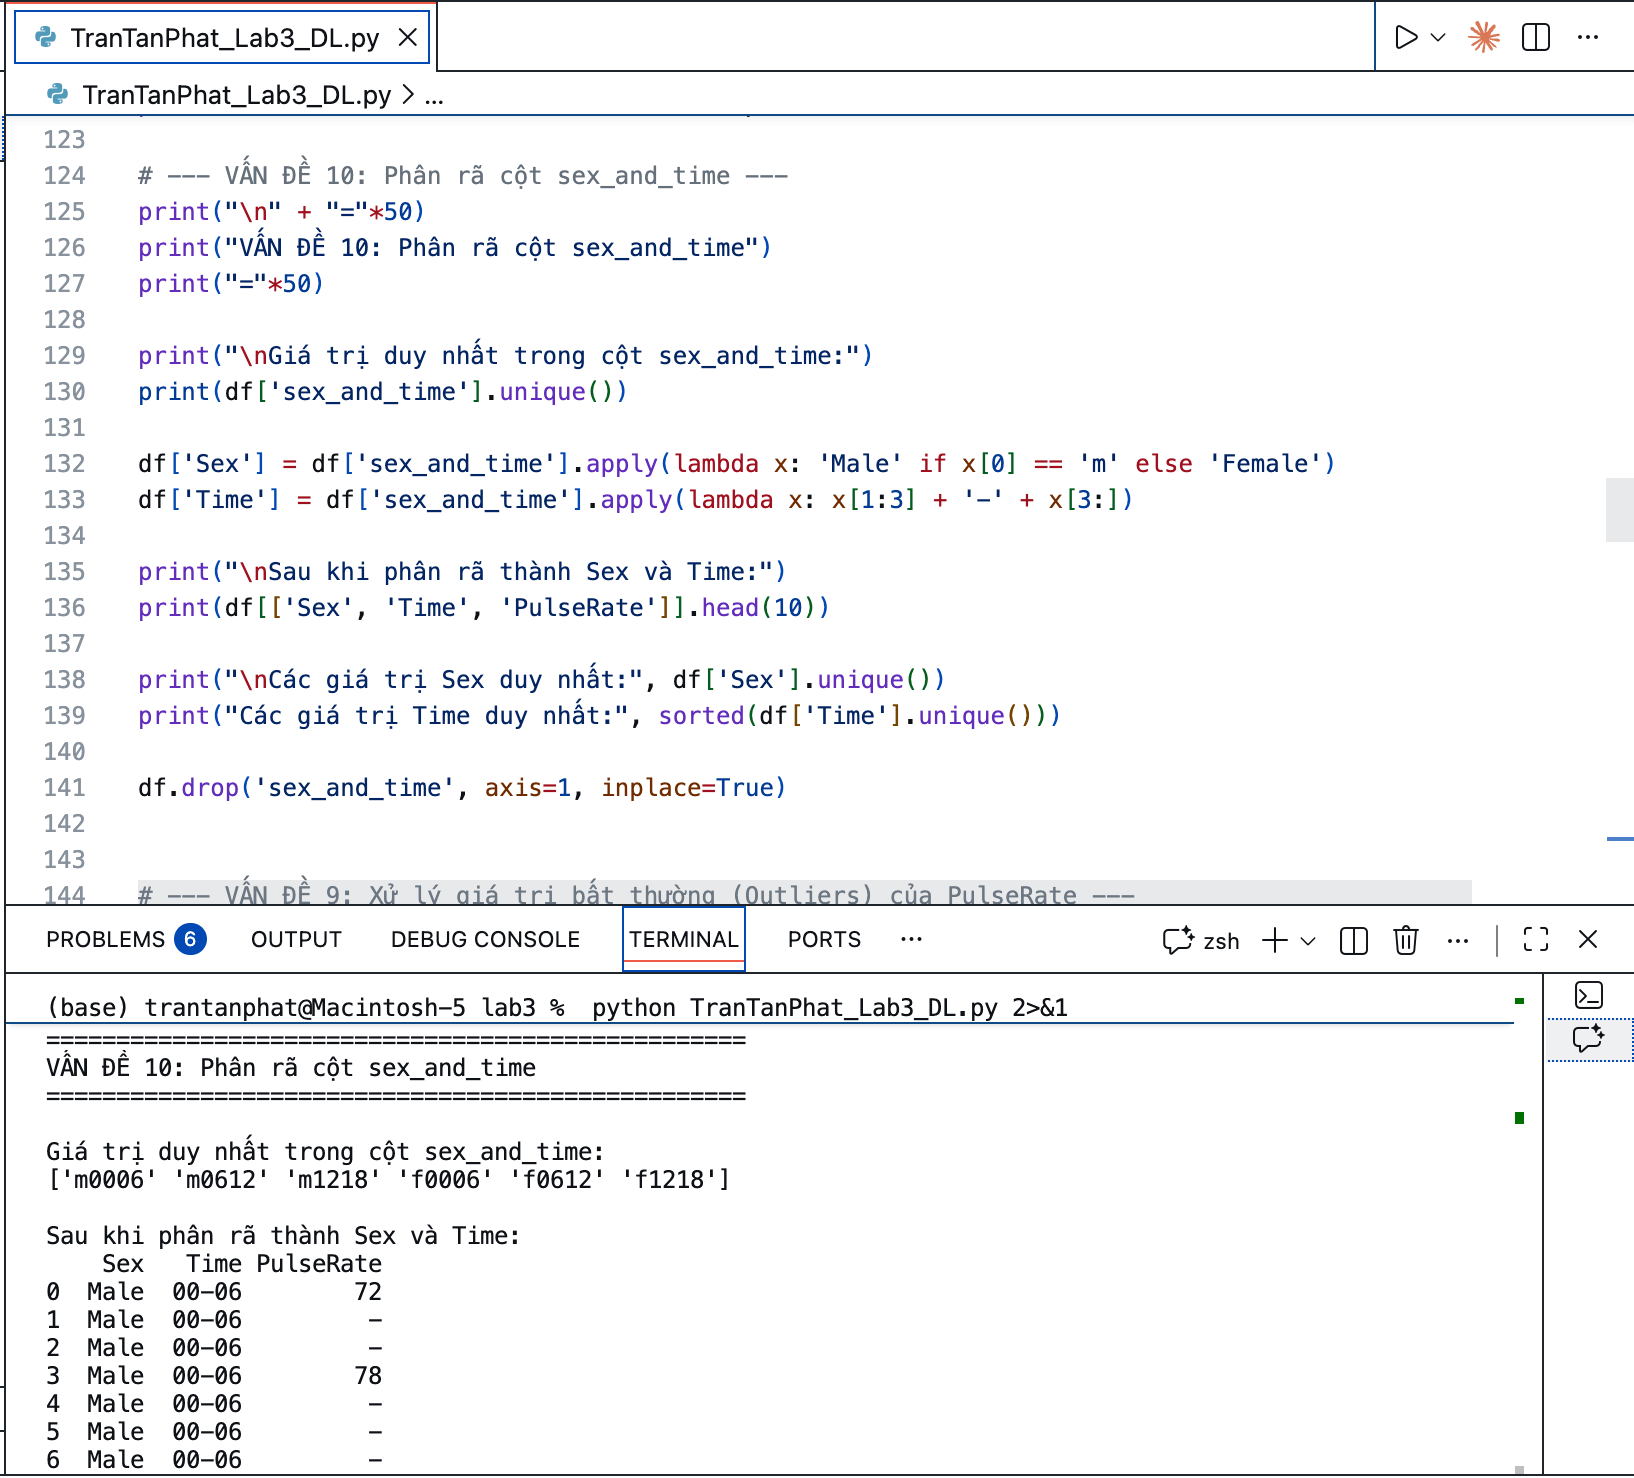 TranTanPhat_Lab3_DL.py
TranTanPhat_Lab3_DL.py > ...
123
124 # --- VẤN ĐỀ 10: Phân rã cột sex_and_time ---
125 print("\n" + "="*50)
126 print("VẤN ĐỀ 10: Phân rã cột sex_and_time")
127 print("="*50)
128
129 print("\nGiá trị duy nhất trong cột sex_and_time:")
130 print(df['sex_and_time'].unique())
131
132 df['Sex'] = df['sex_and_time'].apply(lambda x: 'Male' if x[0] == 'm' else 'Female')
133 df['Time'] = df['sex_and_time'].apply(lambda x: x[1:3] + '-' + x[3:])
134
135 print("\nSau khi phân rã thành Sex và Time:")
136 print(df[['Sex', 'Time', 'PulseRate']].head(10))
137
138 print("\nCác giá trị Sex duy nhất:", df['Sex'].unique())
139 print("Các giá trị Time duy nhất:", sorted(df['Time'].unique()))
140
141 df.drop('sex_and_time', axis=1, inplace=True)
142
143
144 # --- VẤN ĐỀ 9: Xử lý giá trị bất thường (Outliers) của PulseRate ---
PROBLEMS 6 OUTPUT DEBUG CONSOLE TERMINAL PORTS ... zsh
(base) trantanphat@Macintosh-5 lab3 % python TranTanPhat_Lab3_DL.py 2>&1
==================================================
VẤN ĐỀ 10: Phân rã cột sex_and_time
==================================================
Giá trị duy nhất trong cột sex_and_time:
['m0006' 'm0612' 'm1218' 'f0006' 'f0612' 'f1218']
Sau khi phân rã thành Sex và Time:
Sex Time PulseRate
0 Male 00-06 72
1 Male 00-06 -
2 Male 00-06 -
3 Male 00-06 78
4 Male 00-06 -
5 Male 00-06 -
6 Male 00-06 -